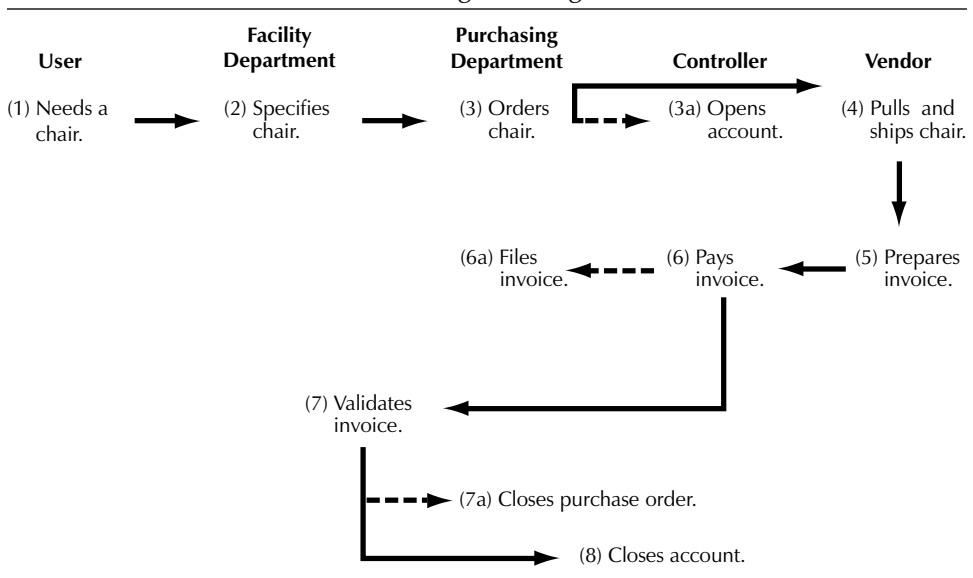 User
Facility
Department
Purchasing
Department
Controller
Vendor
(1) Needs a
chair.
(2) Specifies
chair.
(3) Orders
chair.
(3a) Opens
account.
(4) Pulls and
ships chair.
(6a) Files
invoice.
(6) Pays
invoice.
(5) Prepares
invoice.
(7) Validates
invoice.
(7a) Closes purchase order.
(8) Closes account.